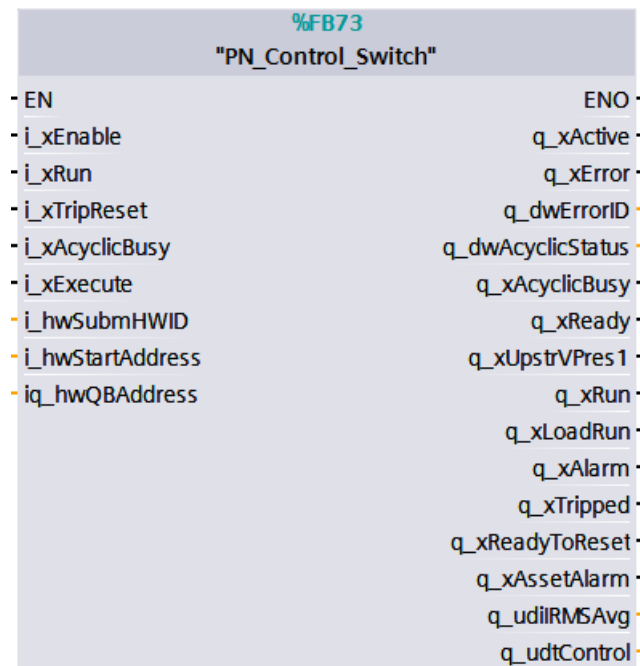 %FB73
"PN_Control_Switch"
EN ENO
i_xEnable q_xActive
i_xRun q_xError
i_xTripReset q_dwErrorID
i_xAcyclicBusy q_dwAcyclicStatus
i_xExecute q_xAcyclicBusy
i_hwSubmHWID q_xReady
i_hwStartAddress q_xUpstrVPres1
iq_hwQBAddress q_xRun
q_xLoadRun
q_xAlarm
q_xTripped
q_xReadyToReset
q_xAssetAlarm
q_udiIRMSAvg
q_udtControl